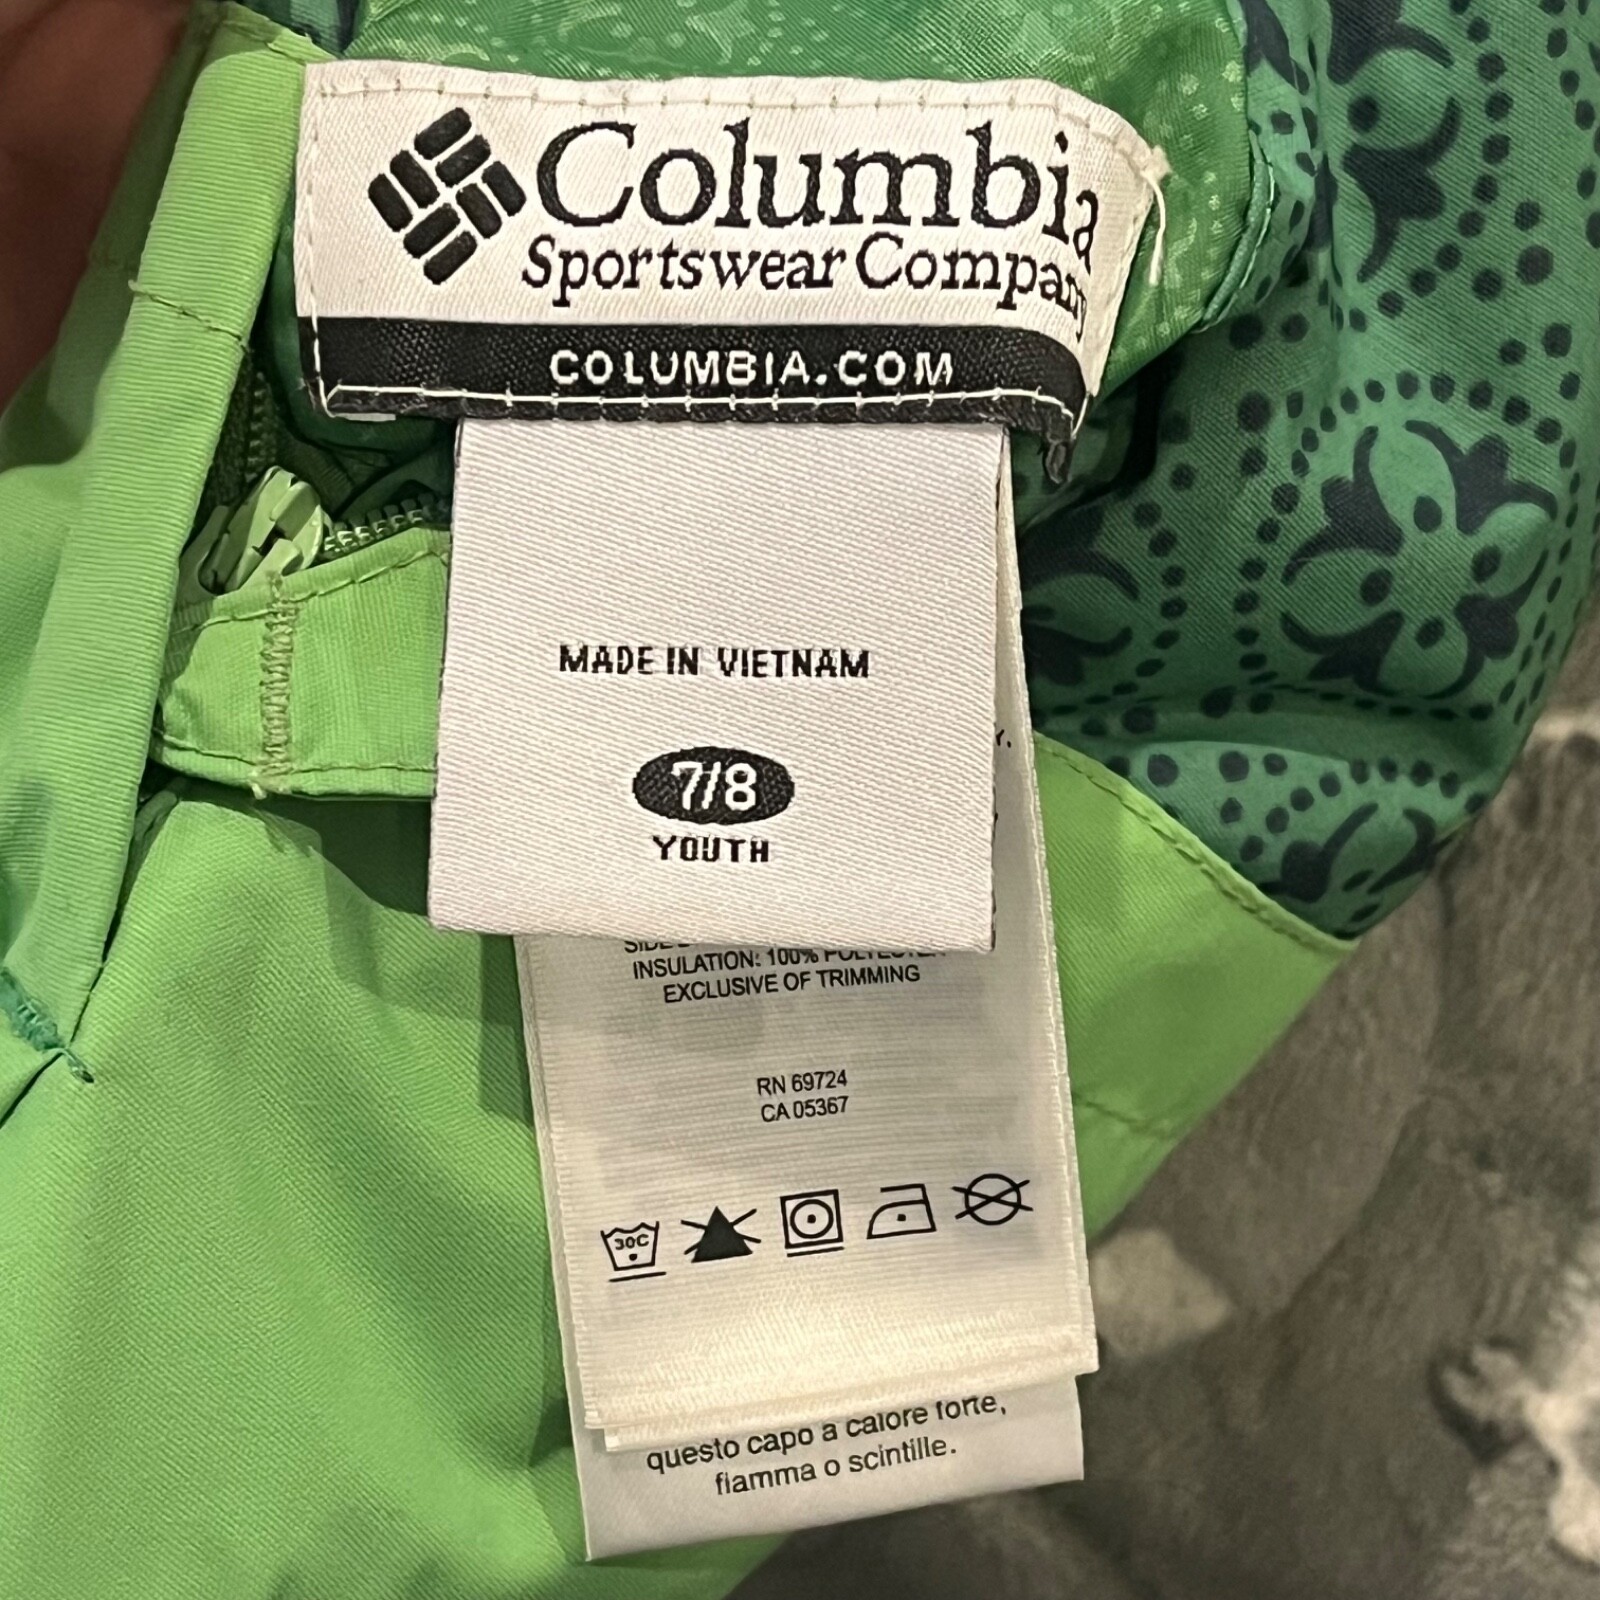 Columbia
Sportswear Company
COLUMBIA.COM
MADE IN VIETNAM
7/8
YOUTH
INSULATION: 100% POLYESTER
EXCLUSIVE OF TRIMMING
RN 69724
CA 05367
30C
questo capo a calore forte,
fiamma o scintille.